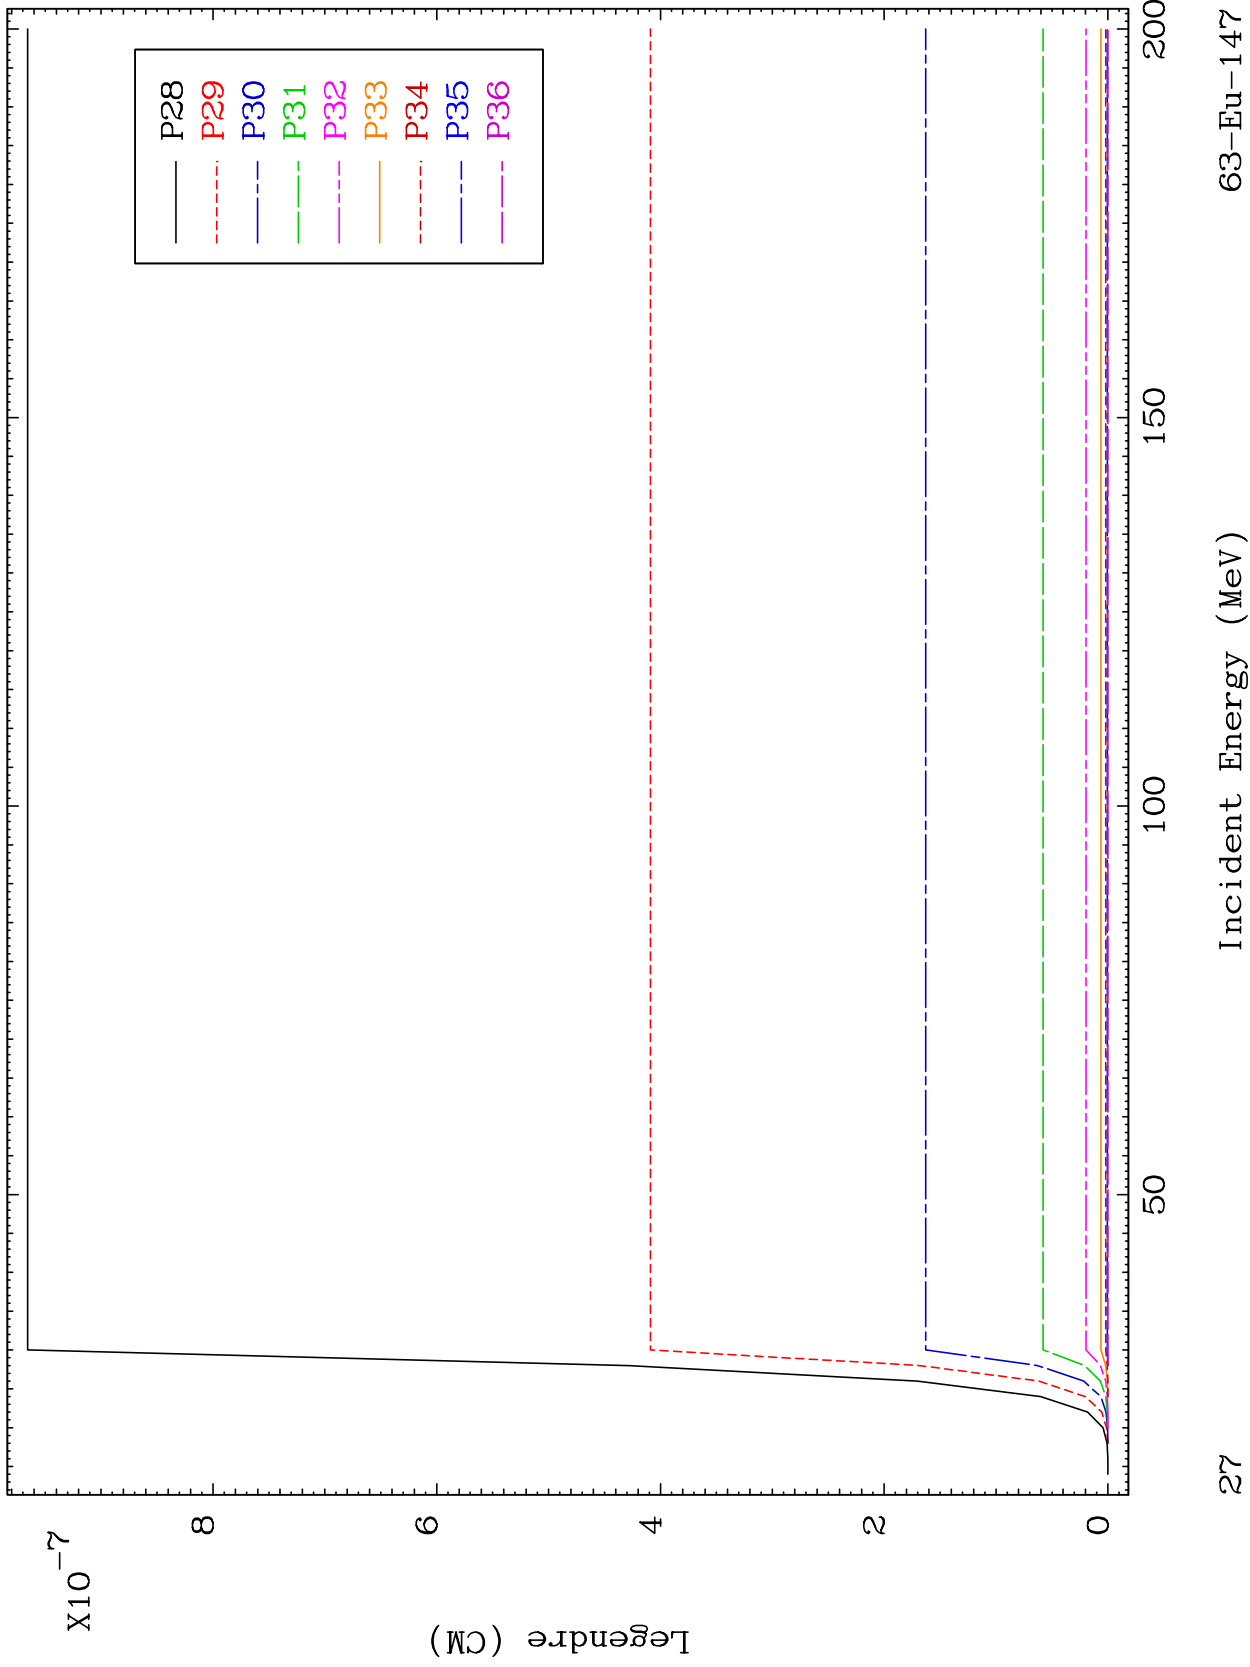 X10-7
Legendre (CM)
8
6
4
2
0
P28
P29
P30
P31
P32
P33
P34
P35
P36
50
100
150
200
27
Incident Energy (MeV)
63-Eu-147